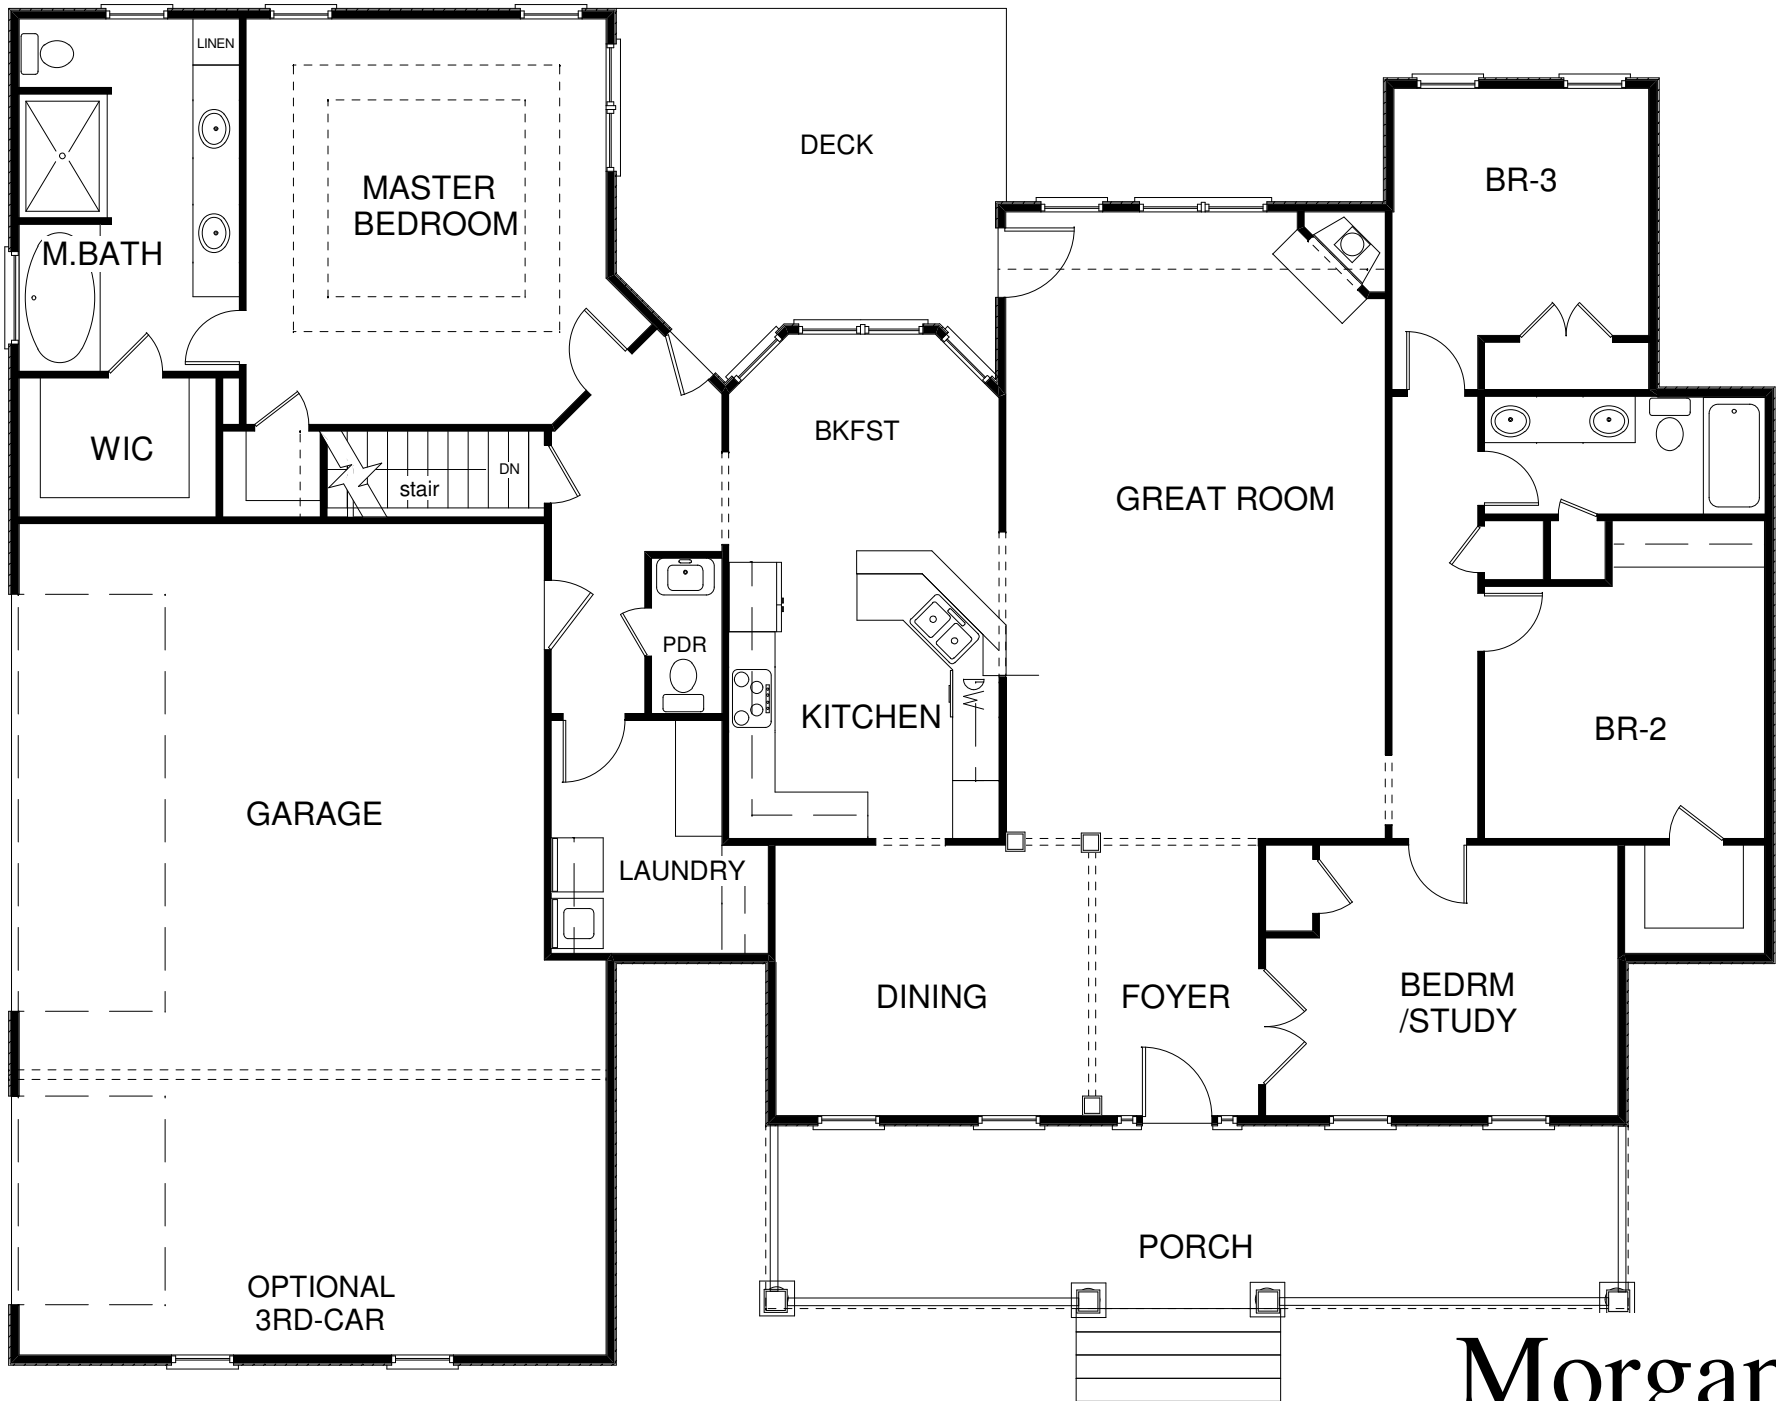 LINEN
MASTER
BEDROOM
DECK
BR-3
M.BATH
WIC
stair
DN
BKFST
GREAT ROOM
PDR
KITCHEN
DW
BR-2
GARAGE
LAUNDRY
DINING
FOYER
BEDRM
/STUDY
PORCH
OPTIONAL
3RD-CAR
Morgan